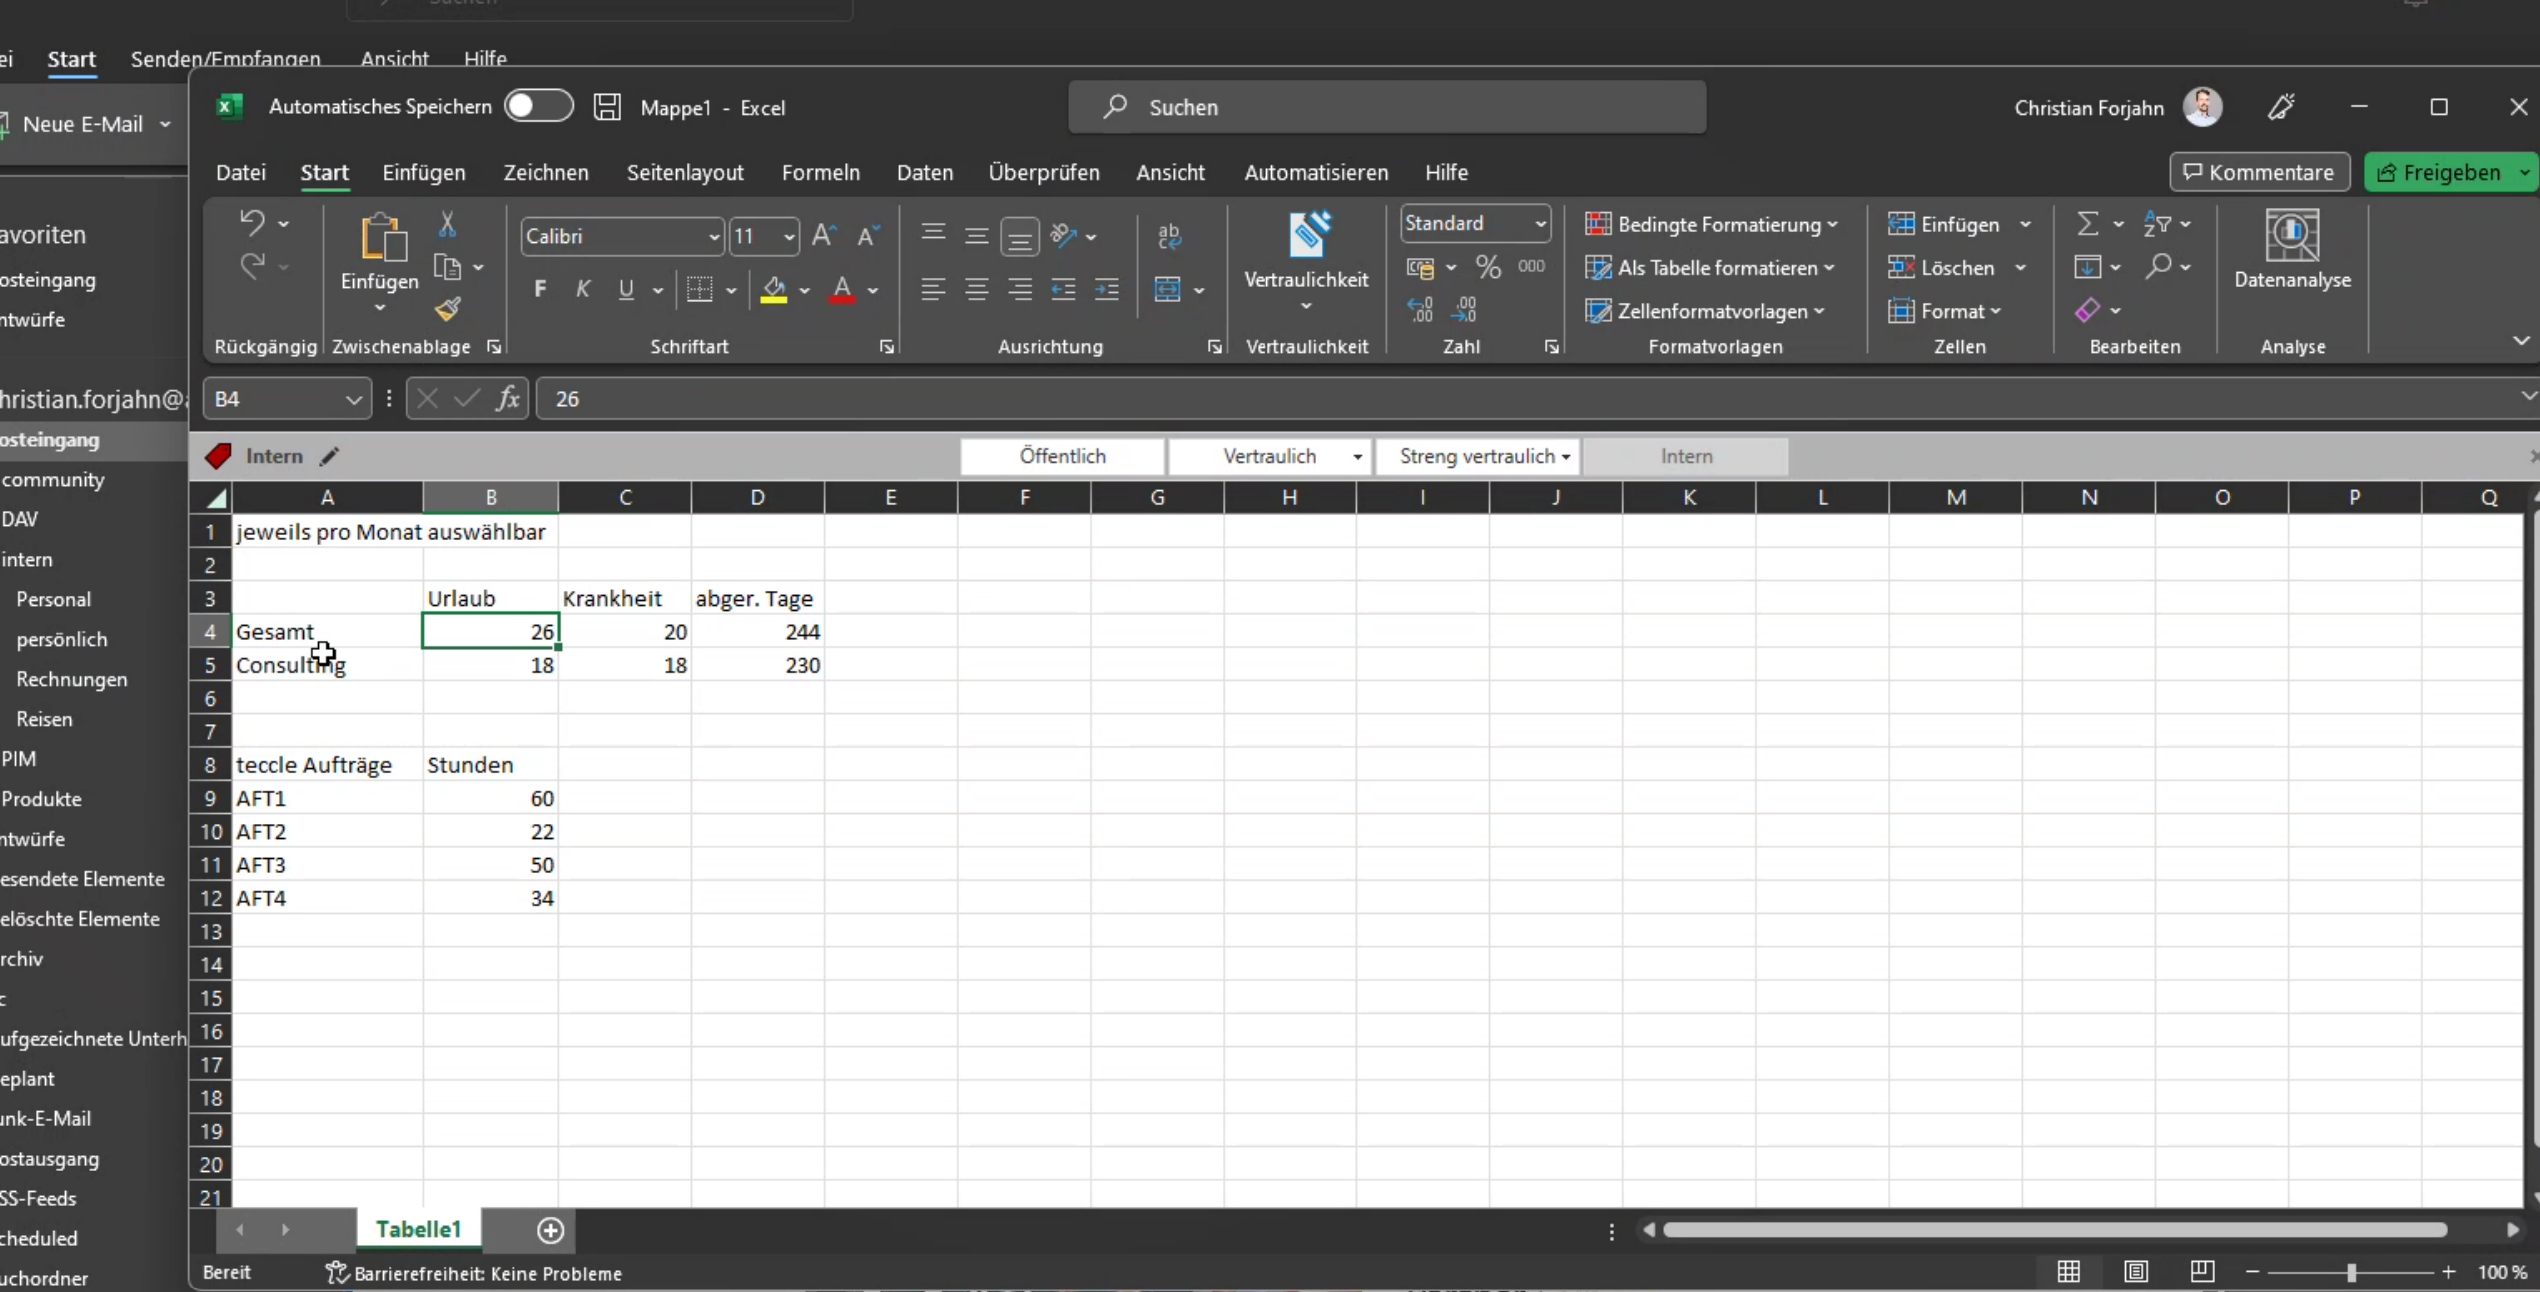 Suchen
ei Start Senden/Empfangen Ansicht Hilfe
Neue E-Mail
avoriten
osteingang
ntwürfe
hristian.forjahn@a
osteingang
community
DAV
intern
Personal
persönlich
Rechnungen
Reisen
PIM
Produkte
ntwürfe
esendete Elemente
elöschte Elemente
rchiv
c
ufgezeichnete Unterh
eplant
unk-E-Mail
ostausgang
SS-Feeds
cheduled
uchordner
Automatisches Speichern Mappe1 - Excel Suchen Christian Forjahn
Datei Start Einfügen Zeichnen Seitenlayout Formeln Daten Überprüfen Ansicht Automatisieren Hilfe Kommentare Freigeben
Einfügen
Calibri 11
F K U
ab
Vertraulichkeit
Standard
% 000
Bedingte Formatierung
Als Tabelle formatieren
Zellenformatvorlagen
Einfügen
Löschen
Format
Datenanalyse
Rückgängig Zwischenablage Schriftart Ausrichtung Vertraulichkeit Zahl Formatvorlagen Zellen Bearbeiten Analyse
B4 fx 26
Intern Öffentlich Vertraulich Streng vertraulich Intern
A B C D E F G H I J K L M N O P Q
1 jeweils pro Monat auswählbar
2
3 Urlaub Krankheit abger. Tage
4 Gesamt 26 20 244
5 Consulting 18 18 230
6
7
8 teccle Aufträge Stunden
9 AFT1 60
10 AFT2 22
11 AFT3 50
12 AFT4 34
13
14
15
16
17
18
19
20
21
Tabelle1
Bereit Barrierefreiheit: Keine Probleme 100 %